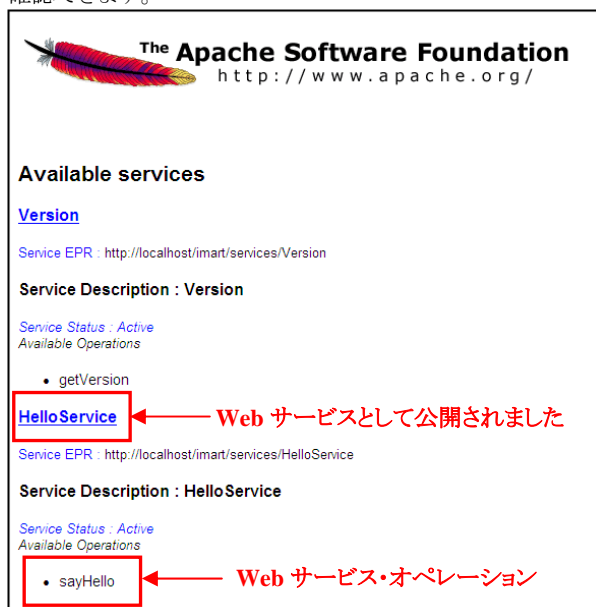 確認できます。
The Apache Software Foundation
http://www.apache.org/
Available services
Version
Service EPR : http://localhost/imart/services/Version
Service Description : Version
Service Status : Active
Available Operations
• getVersion
HelloService
Web サービスとして公開されました
Service EPR : http://localhost/imart/services/HelloService
Service Description : HelloService
Service Status : Active
Available Operations
• sayHello
Web サービス・オペレーション